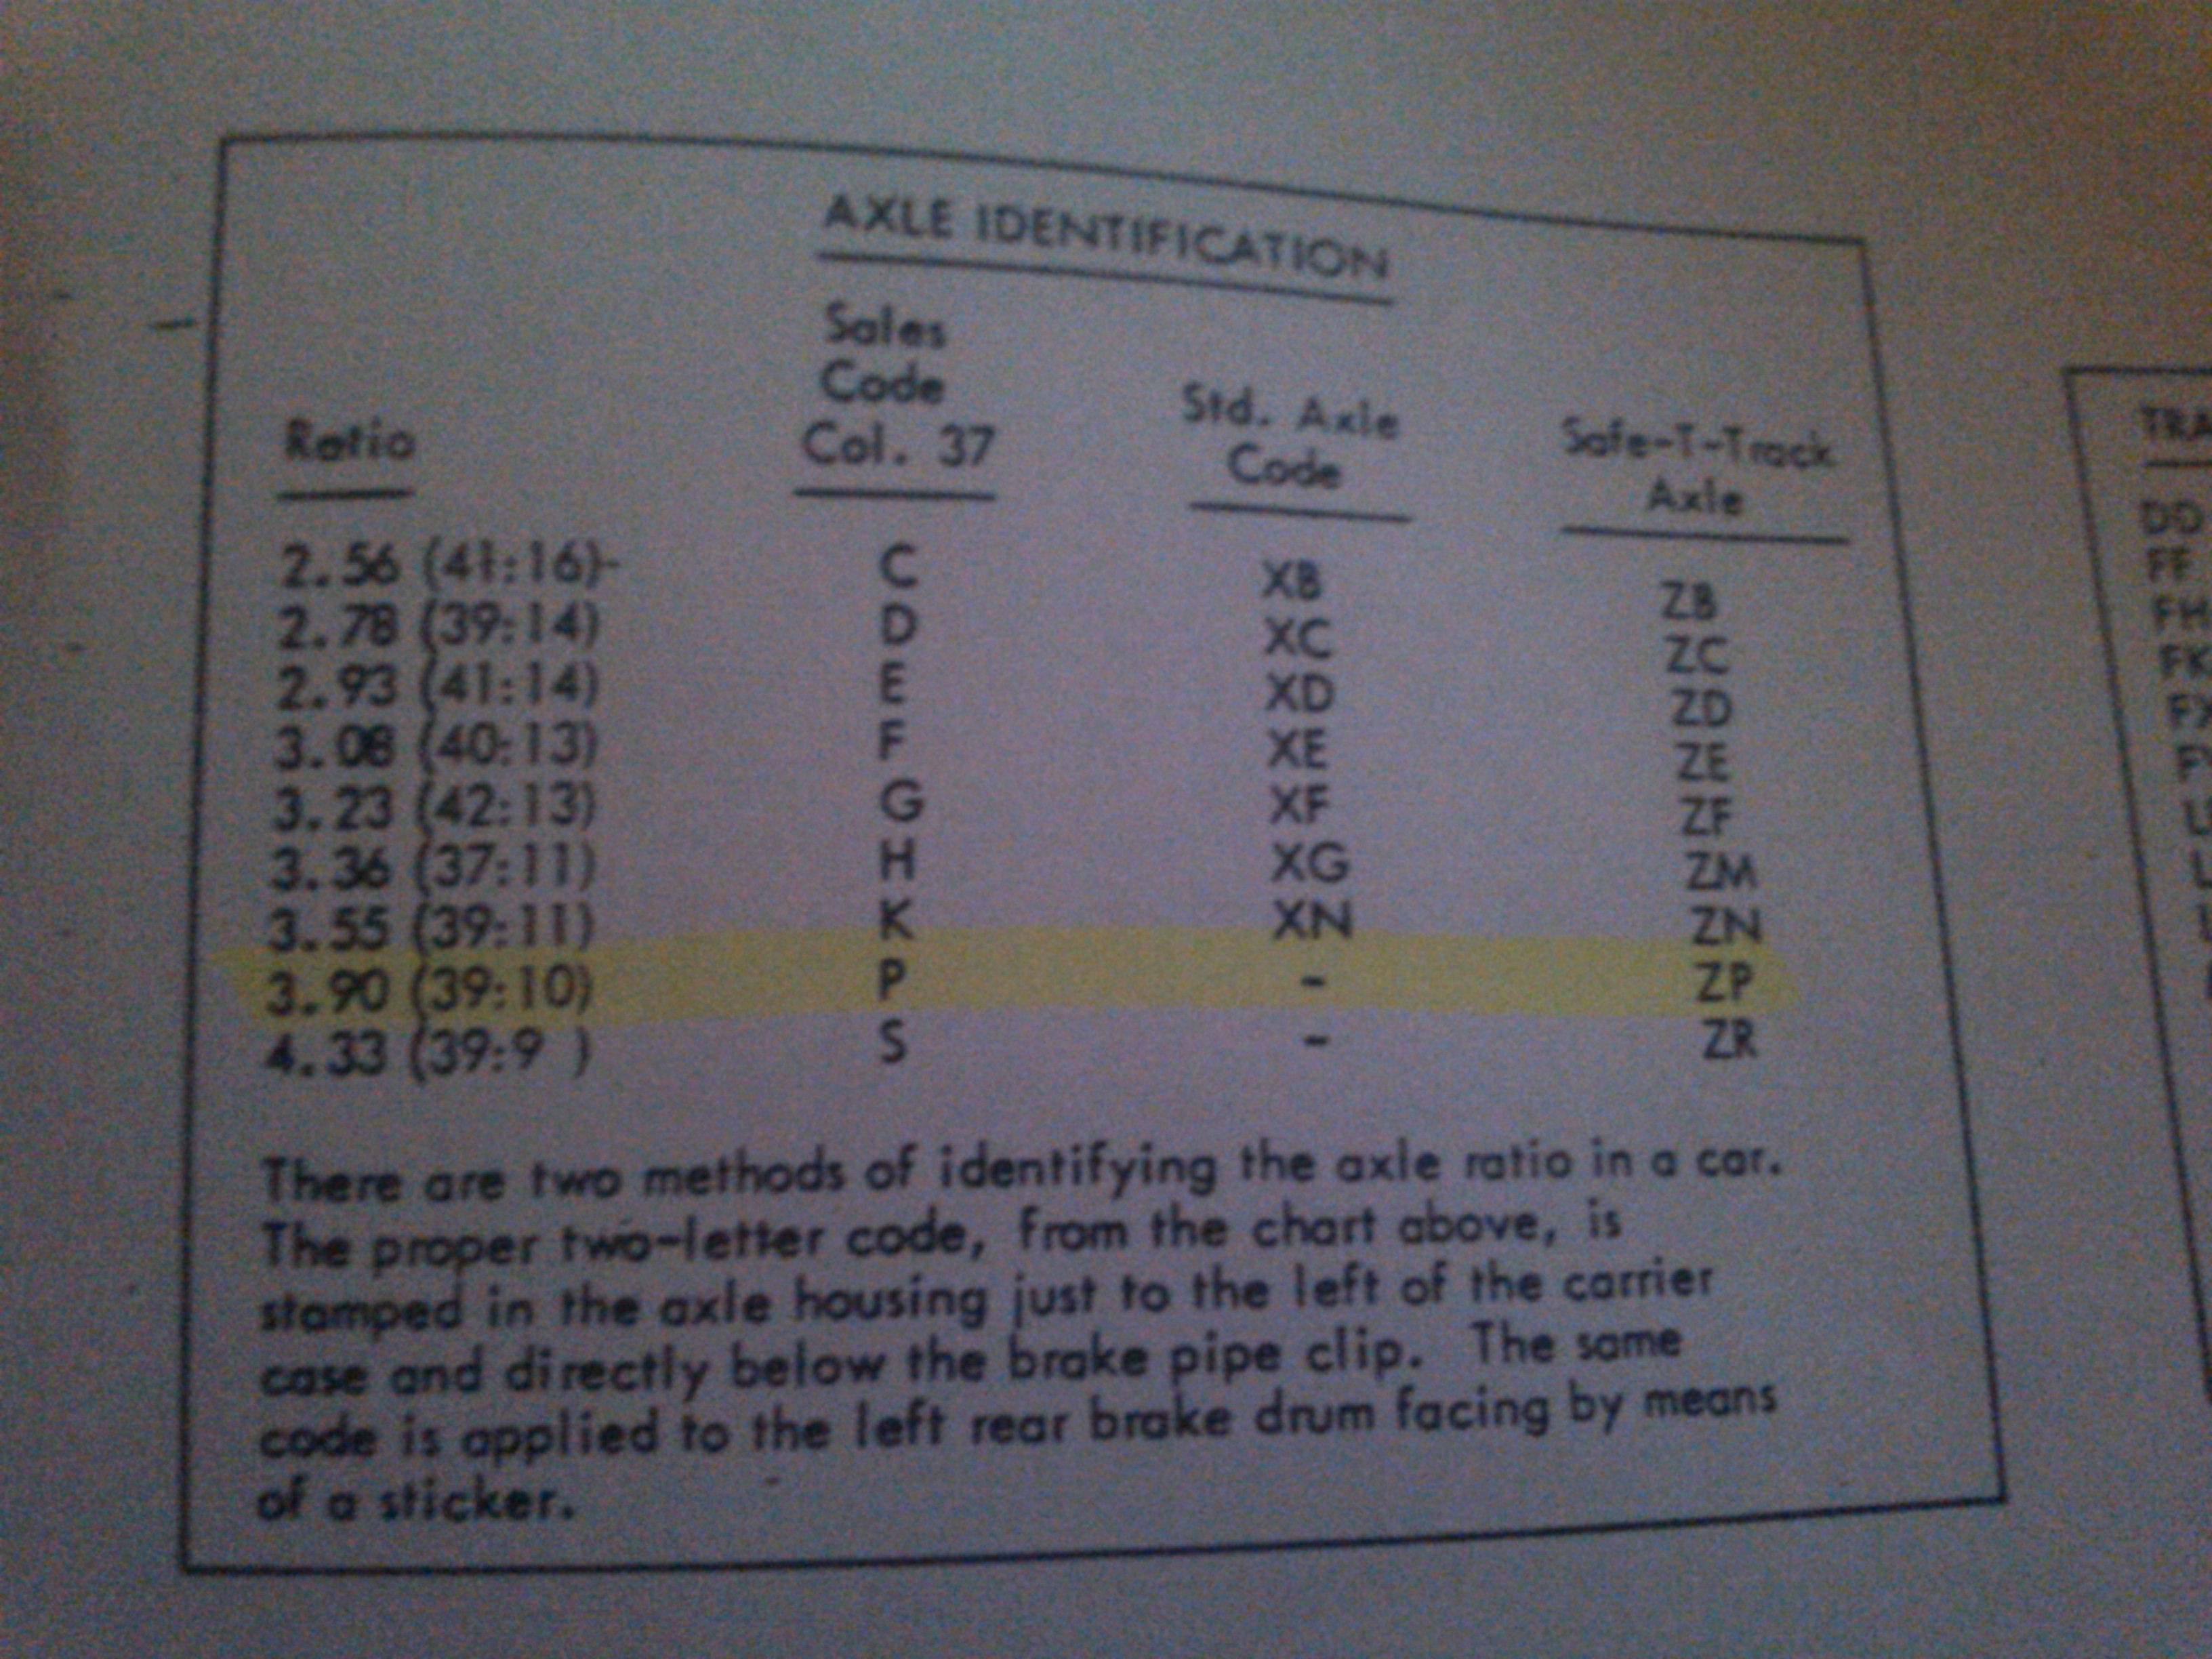 AXLE IDENTIFICATION
Ratio Sales Code Col. 37 Std. Axle Code Safe-T-Track Axle
2.56 (41:16)- C XB ZB
2.78 (39:14) D XC ZC
2.93 (41:14) E XD ZD
3.08 (40:13) F XE ZE
3.23 (42:13) G XF ZF
3.36 (37:11) H XG ZM
3.55 (39:11) K XN ZN
3.90 (39:10) P - ZP
4.33 (39:9 ) S - ZR
There are two methods of identifying the axle ratio in a car.
The proper two-letter code, from the chart above, is
stamped in the axle housing just to the left of the carrier
case and directly below the brake pipe clip. The same
code is applied to the left rear brake drum facing by means
of a sticker.
TRA
DD
FF
FH
FK